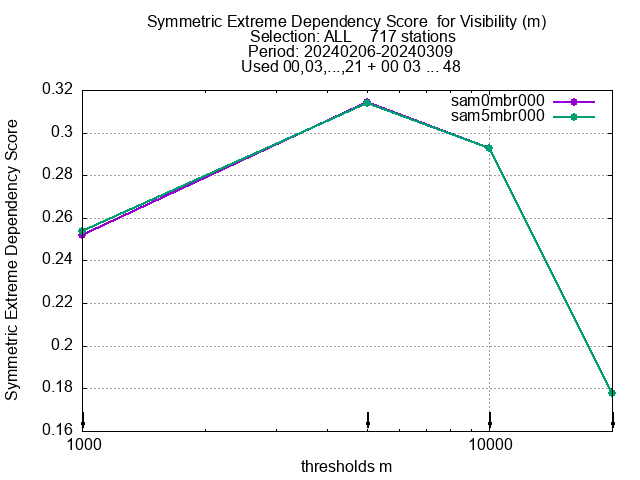 Symmetric Extreme Dependency Score  for Visibility (m)
Selection: ALL    717 stations
Period: 20240206-20240309
Used 00,03,...,21 + 00 03 ... 48
sam0mbr000
sam5mbr000
Symmetric Extreme Dependency Score
0.32
0.3
0.28
0.26
0.24
0.22
0.2
0.18
0.16
1000
10000
thresholds m